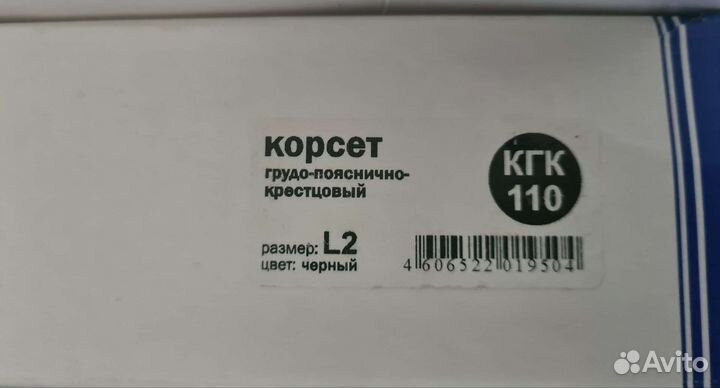 корсет
грудо-пояснично-
крестцовый
КГК
110
размер: L2
цвет: черный
4 606522 019504
Avito